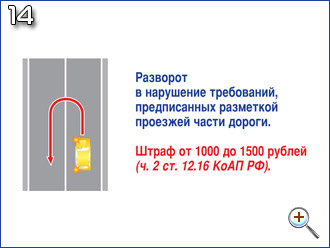 14
Разворот
в нарушение требований,
предписанных разметкой
проезжей части дороги.
Штраф от 1000 до 1500 рублей
(ч. 2 ст. 12.16 КоАП РФ).